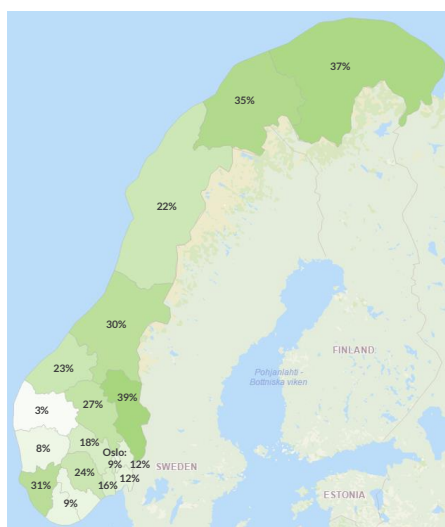 37%
35%
22%
30%
23%
FINLAND
Pohjanlahti -
Bottniska viken
27%
39%
3%
18%
8%
Oslo:
9%
12%
SWEDEN
24%
12%
31%
16%
ESTONIA
9%